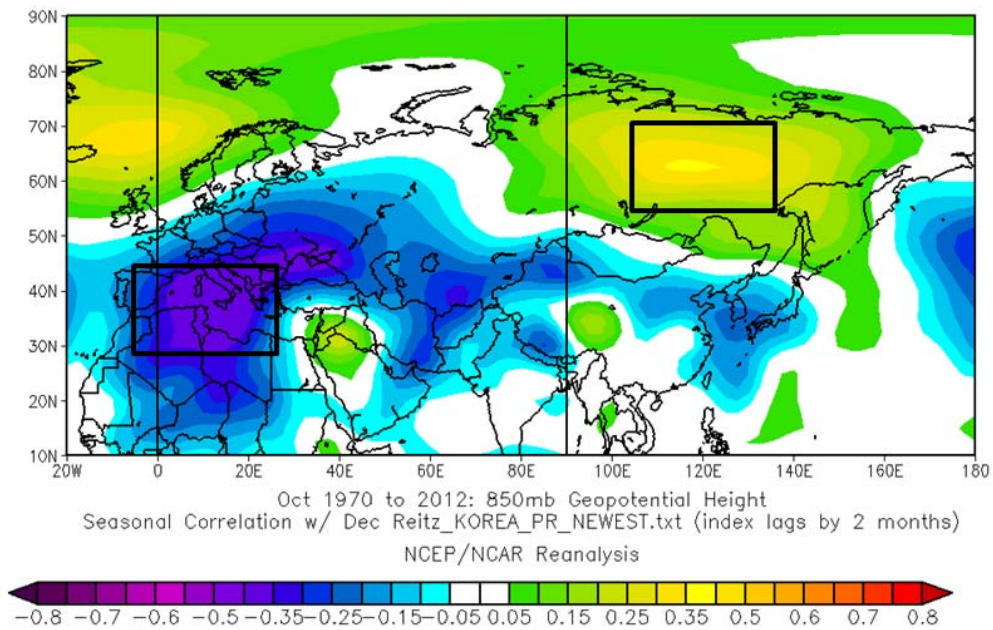 90N
80N
70N
60N
50N
40N
30N
20N
10N
20W 0 20E 40E 60E 80E 100E 120E 140E 160E 180
Oct 1970 to 2012: 850mb Geopotential Height
Seasonal Correlation w/ Dec Reitz_KOREA_PR_NEWEST.txt (index lags by 2 months)
NCEP/NCAR Reanalysis
-0.8 -0.7 -0.6 -0.5 -0.35 -0.25 -0.15 -0.05 0.05 0.15 0.25 0.35 0.5 0.6 0.7 0.8